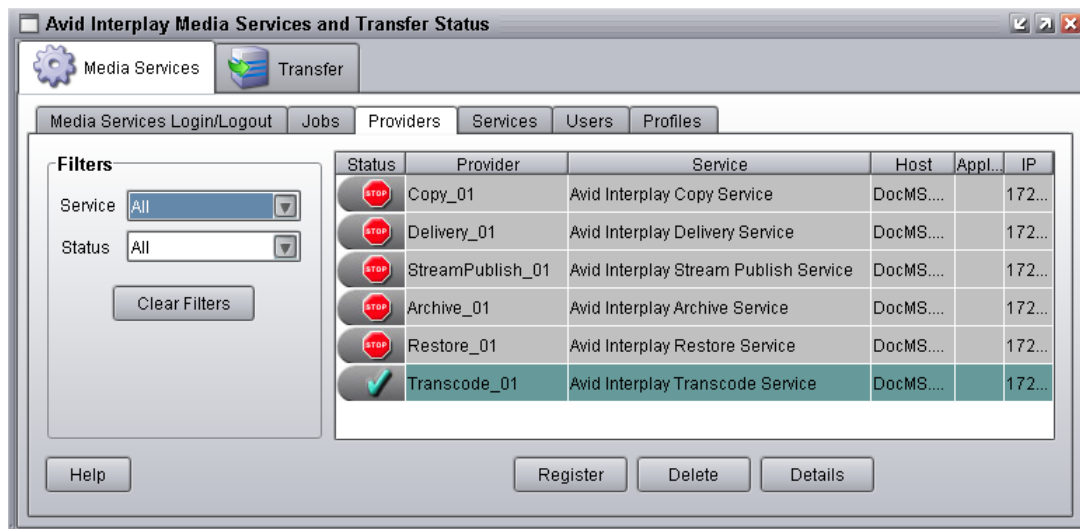 Avid Interplay Media Services and Transfer Status
Media Services Transfer
Media Services Login/Logout Jobs Providers Services Users Profiles
Filters
Service All
Status All
Clear Filters
Status Provider Service Host Appl... IP
STOP Copy_01 Avid Interplay Copy Service DocMS.... 172...
STOP Delivery_01 Avid Interplay Delivery Service DocMS.... 172...
STOP StreamPublish_01 Avid Interplay Stream Publish Service DocMS.... 172...
STOP Archive_01 Avid Interplay Archive Service DocMS.... 172...
STOP Restore_01 Avid Interplay Restore Service DocMS.... 172...
Transcode_01 Avid Interplay Transcode Service DocMS.... 172...
Help Register Delete Details